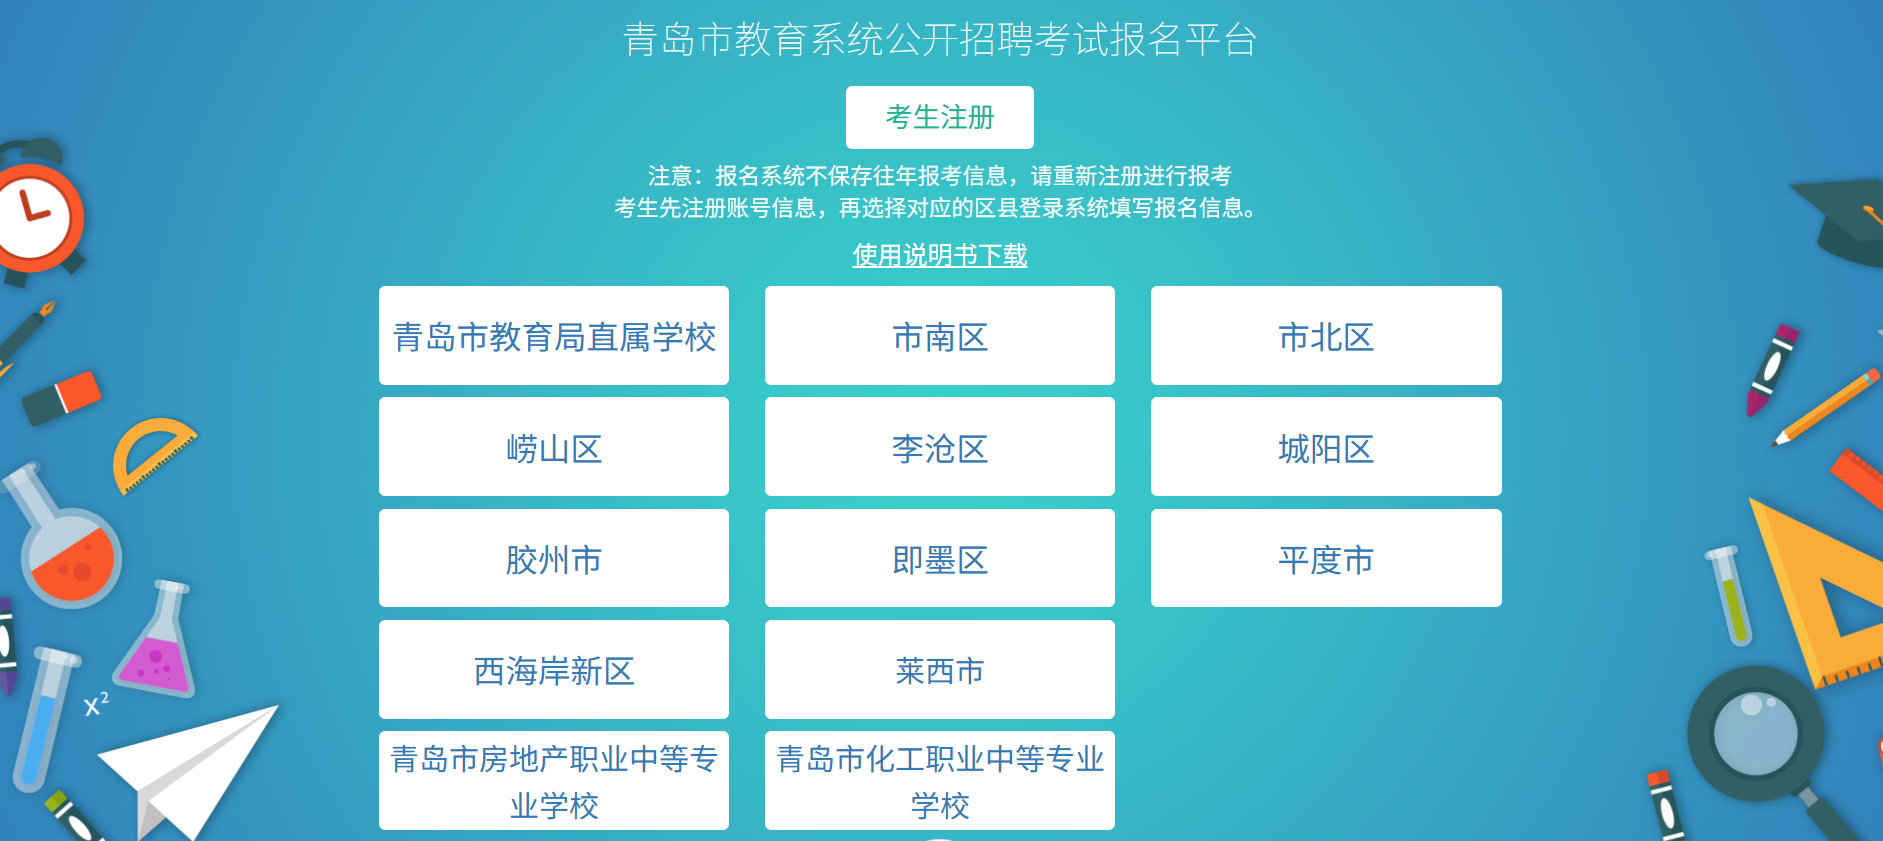 青岛市教育系统公开招聘考试报名平台
考生注册
注意：报名系统不保存往年报考信息，请重新注册进行报考
考生先注册账号信息，再选择对应的区县登录系统填写报名信息。
使用说明书下载
青岛市教育局直属学校
市南区
市北区
崂山区
李沧区
城阳区
胶州市
即墨区
平度市
西海岸新区
莱西市
青岛市房地产职业中等专
业学校
青岛市化工职业中等专业
学校
x²